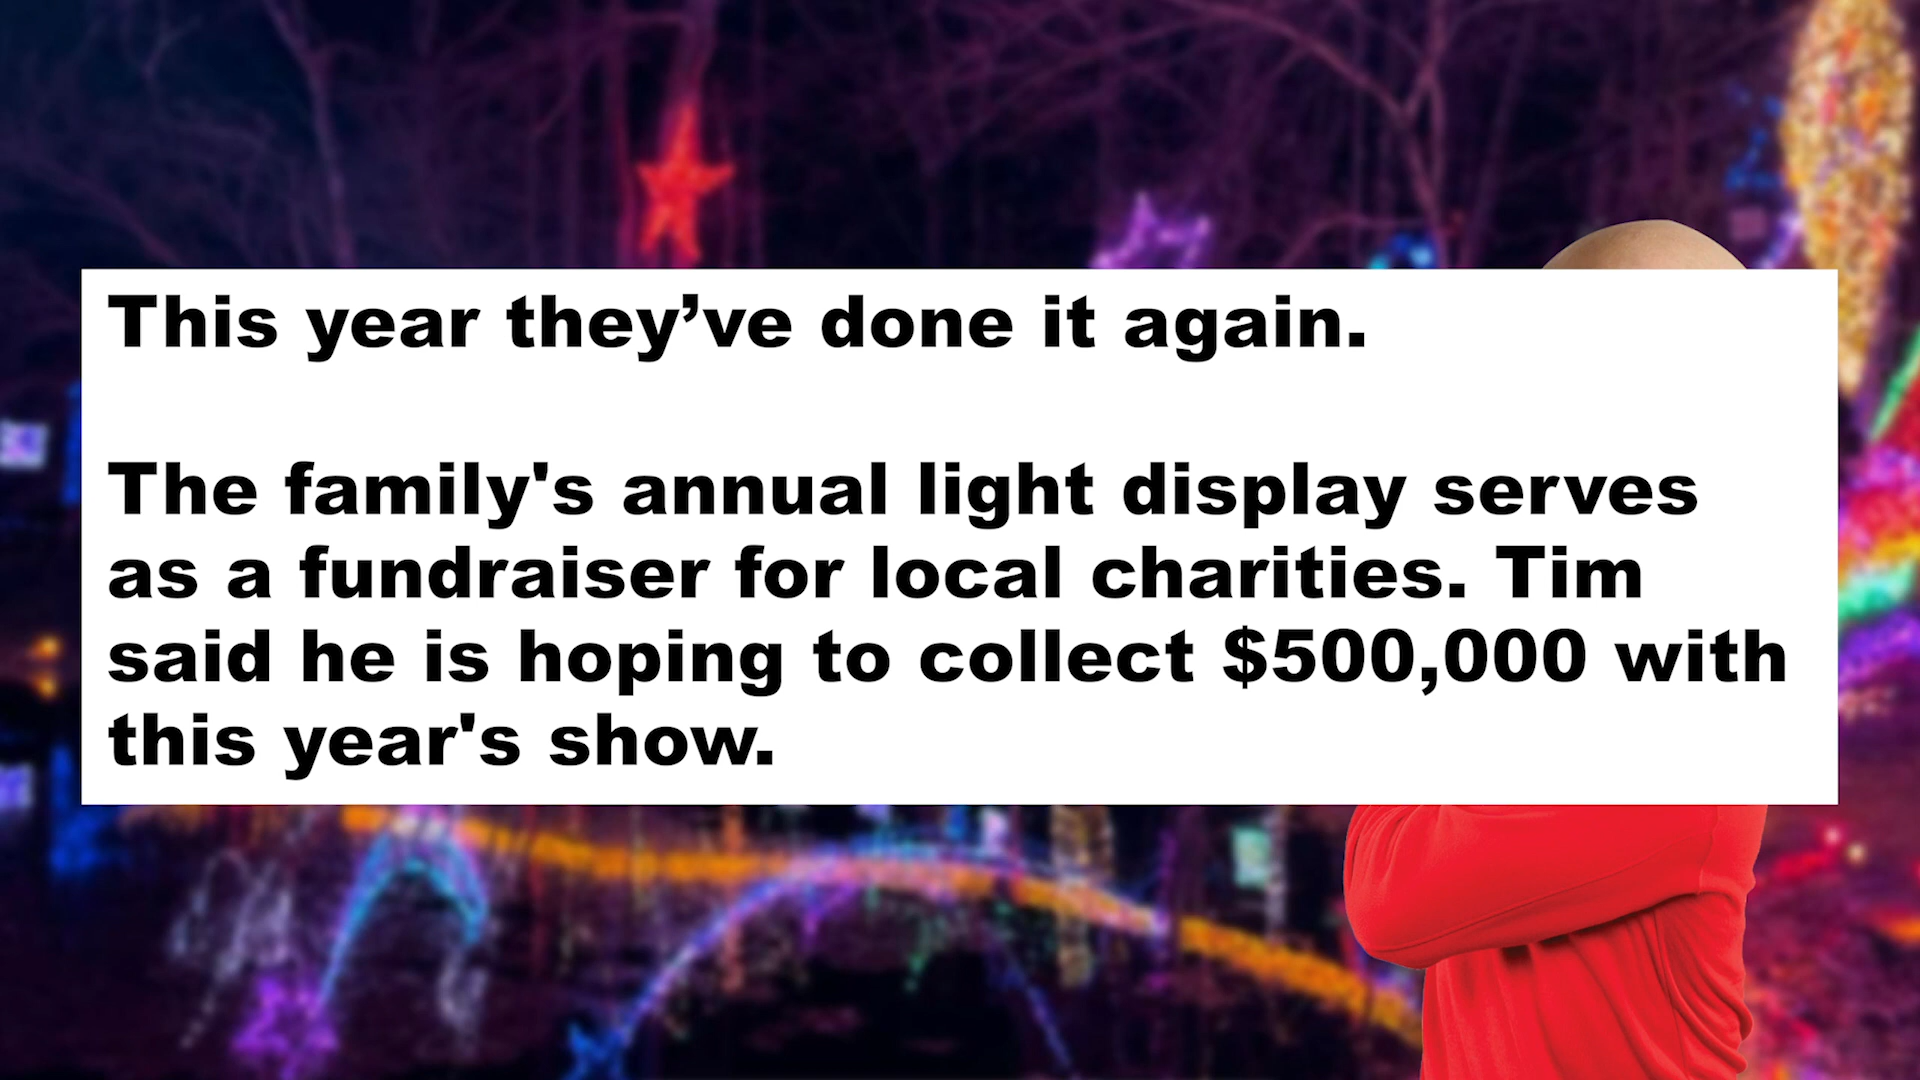 This year they’ve done it again.
The family's annual light display serves
as a fundraiser for local charities. Tim
said he is hoping to collect $500,000 with
this year's show.